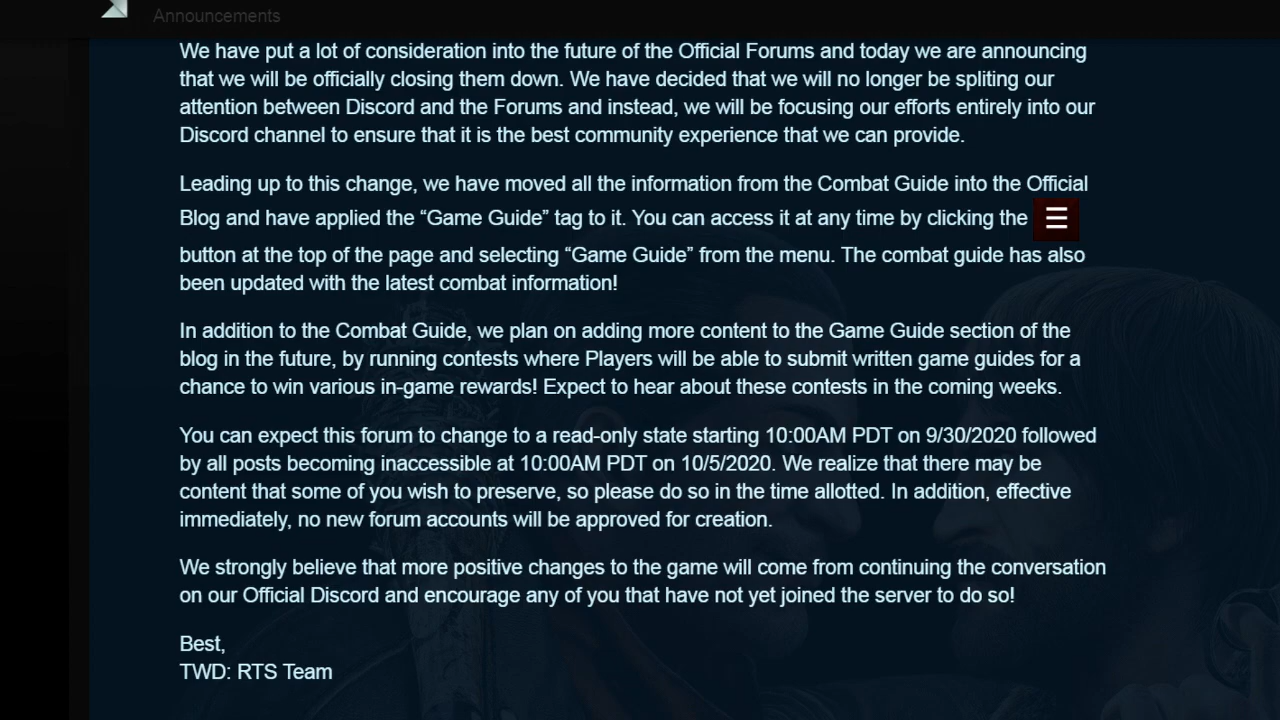 Announcements
We have put a lot of consideration into the future of the Official Forums and today we are announcing
that we will be officially closing them down. We have decided that we will no longer be spliting our
attention between Discord and the Forums and instead, we will be focusing our efforts entirely into our
Discord channel to ensure that it is the best community experience that we can provide.
Leading up to this change, we have moved all the information from the Combat Guide into the Official
Blog and have applied the “Game Guide” tag to it. You can access it at any time by clicking the
button at the top of the page and selecting “Game Guide” from the menu. The combat guide has also
been updated with the latest combat information!
In addition to the Combat Guide, we plan on adding more content to the Game Guide section of the
blog in the future, by running contests where Players will be able to submit written game guides for a
chance to win various in-game rewards! Expect to hear about these contests in the coming weeks.
You can expect this forum to change to a read-only state starting 10:00AM PDT on 9/30/2020 followed
by all posts becoming inaccessible at 10:00AM PDT on 10/5/2020. We realize that there may be
content that some of you wish to preserve, so please do so in the time allotted. In addition, effective
immediately, no new forum accounts will be approved for creation.
We strongly believe that more positive changes to the game will come from continuing the conversation
on our Official Discord and encourage any of you that have not yet joined the server to do so!
Best,
TWD: RTS Team